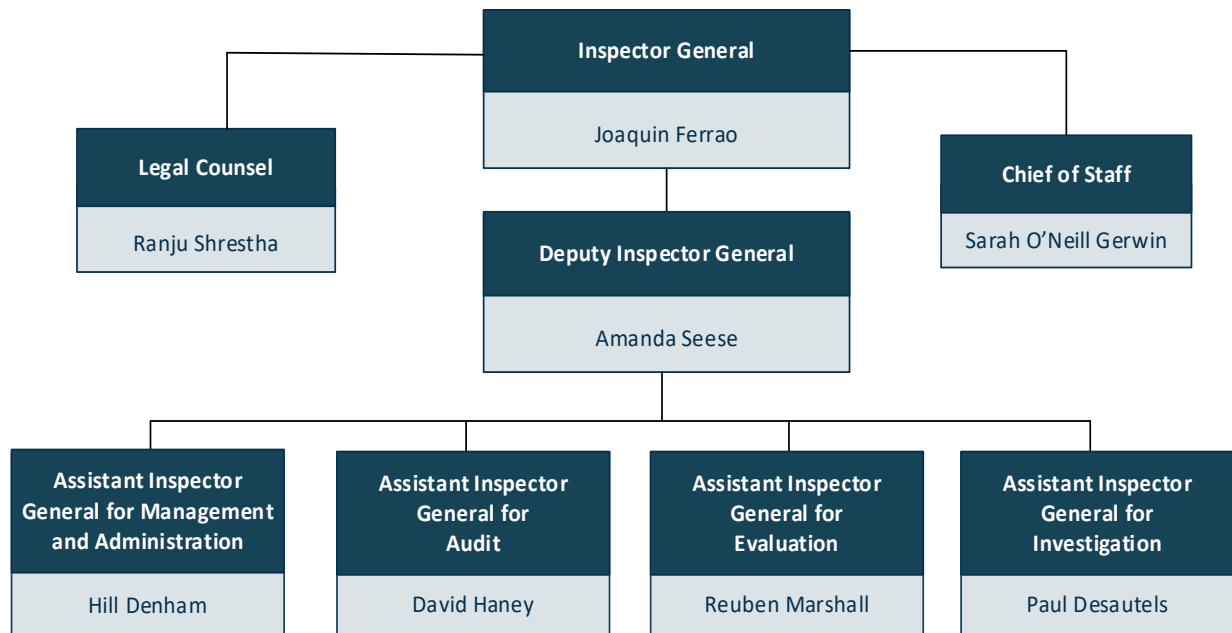 Inspector General
Joaquin Ferrao
Legal Counsel
Ranju Shrestha
Chief of Staff
Sarah O’Neill Gerwin
Deputy Inspector General
Amanda Seese
Assistant Inspector
General for Management
and Administration
Hill Denham
Assistant Inspector
General for
Audit
David Haney
Assistant Inspector
General for
Evaluation
Reuben Marshall
Assistant Inspector
General for
Investigation
Paul Desautels